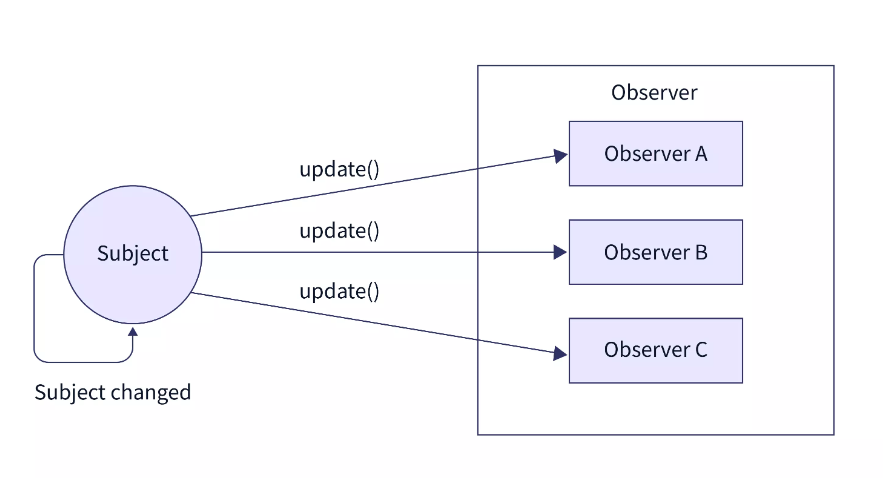 Observer
Observer A
update()
Observer B
update()
Subject
update()
Observer C
Subject changed